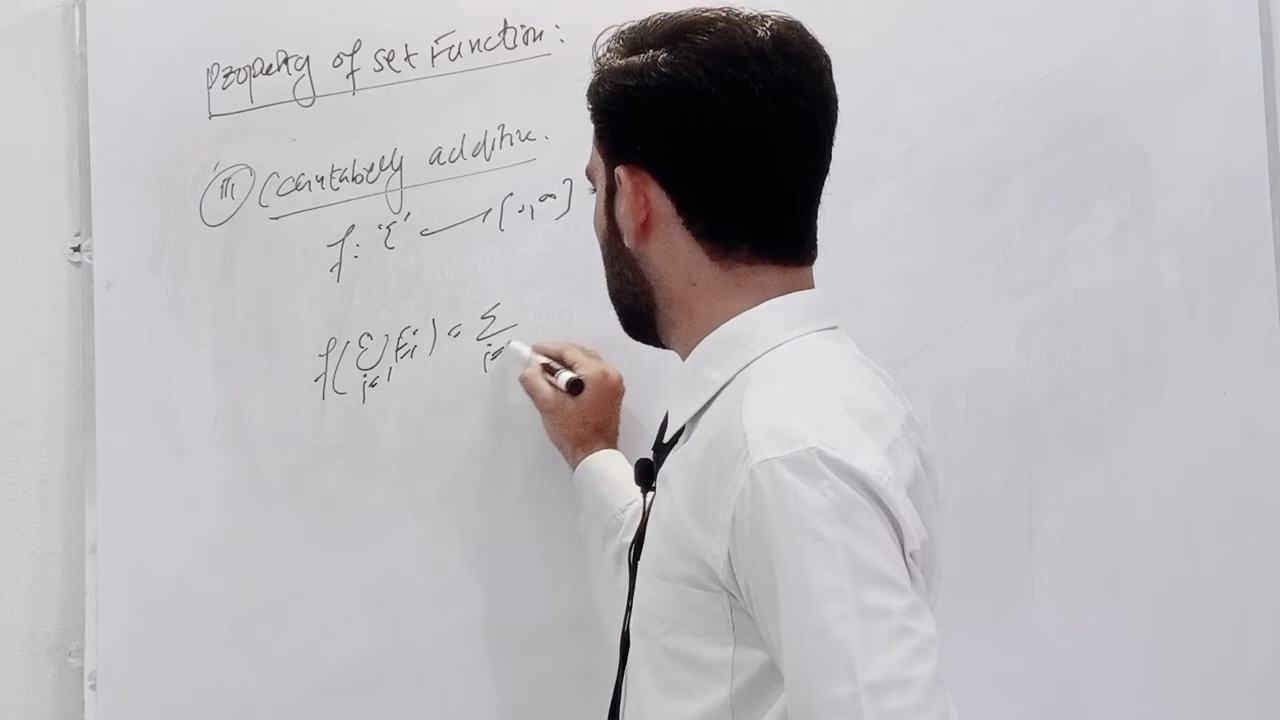 Property of set Function:
(iii) Countabely additive.
f: 'ξ' → [0,∞]
f( Σ Ei ) = Σ
i=1 i=